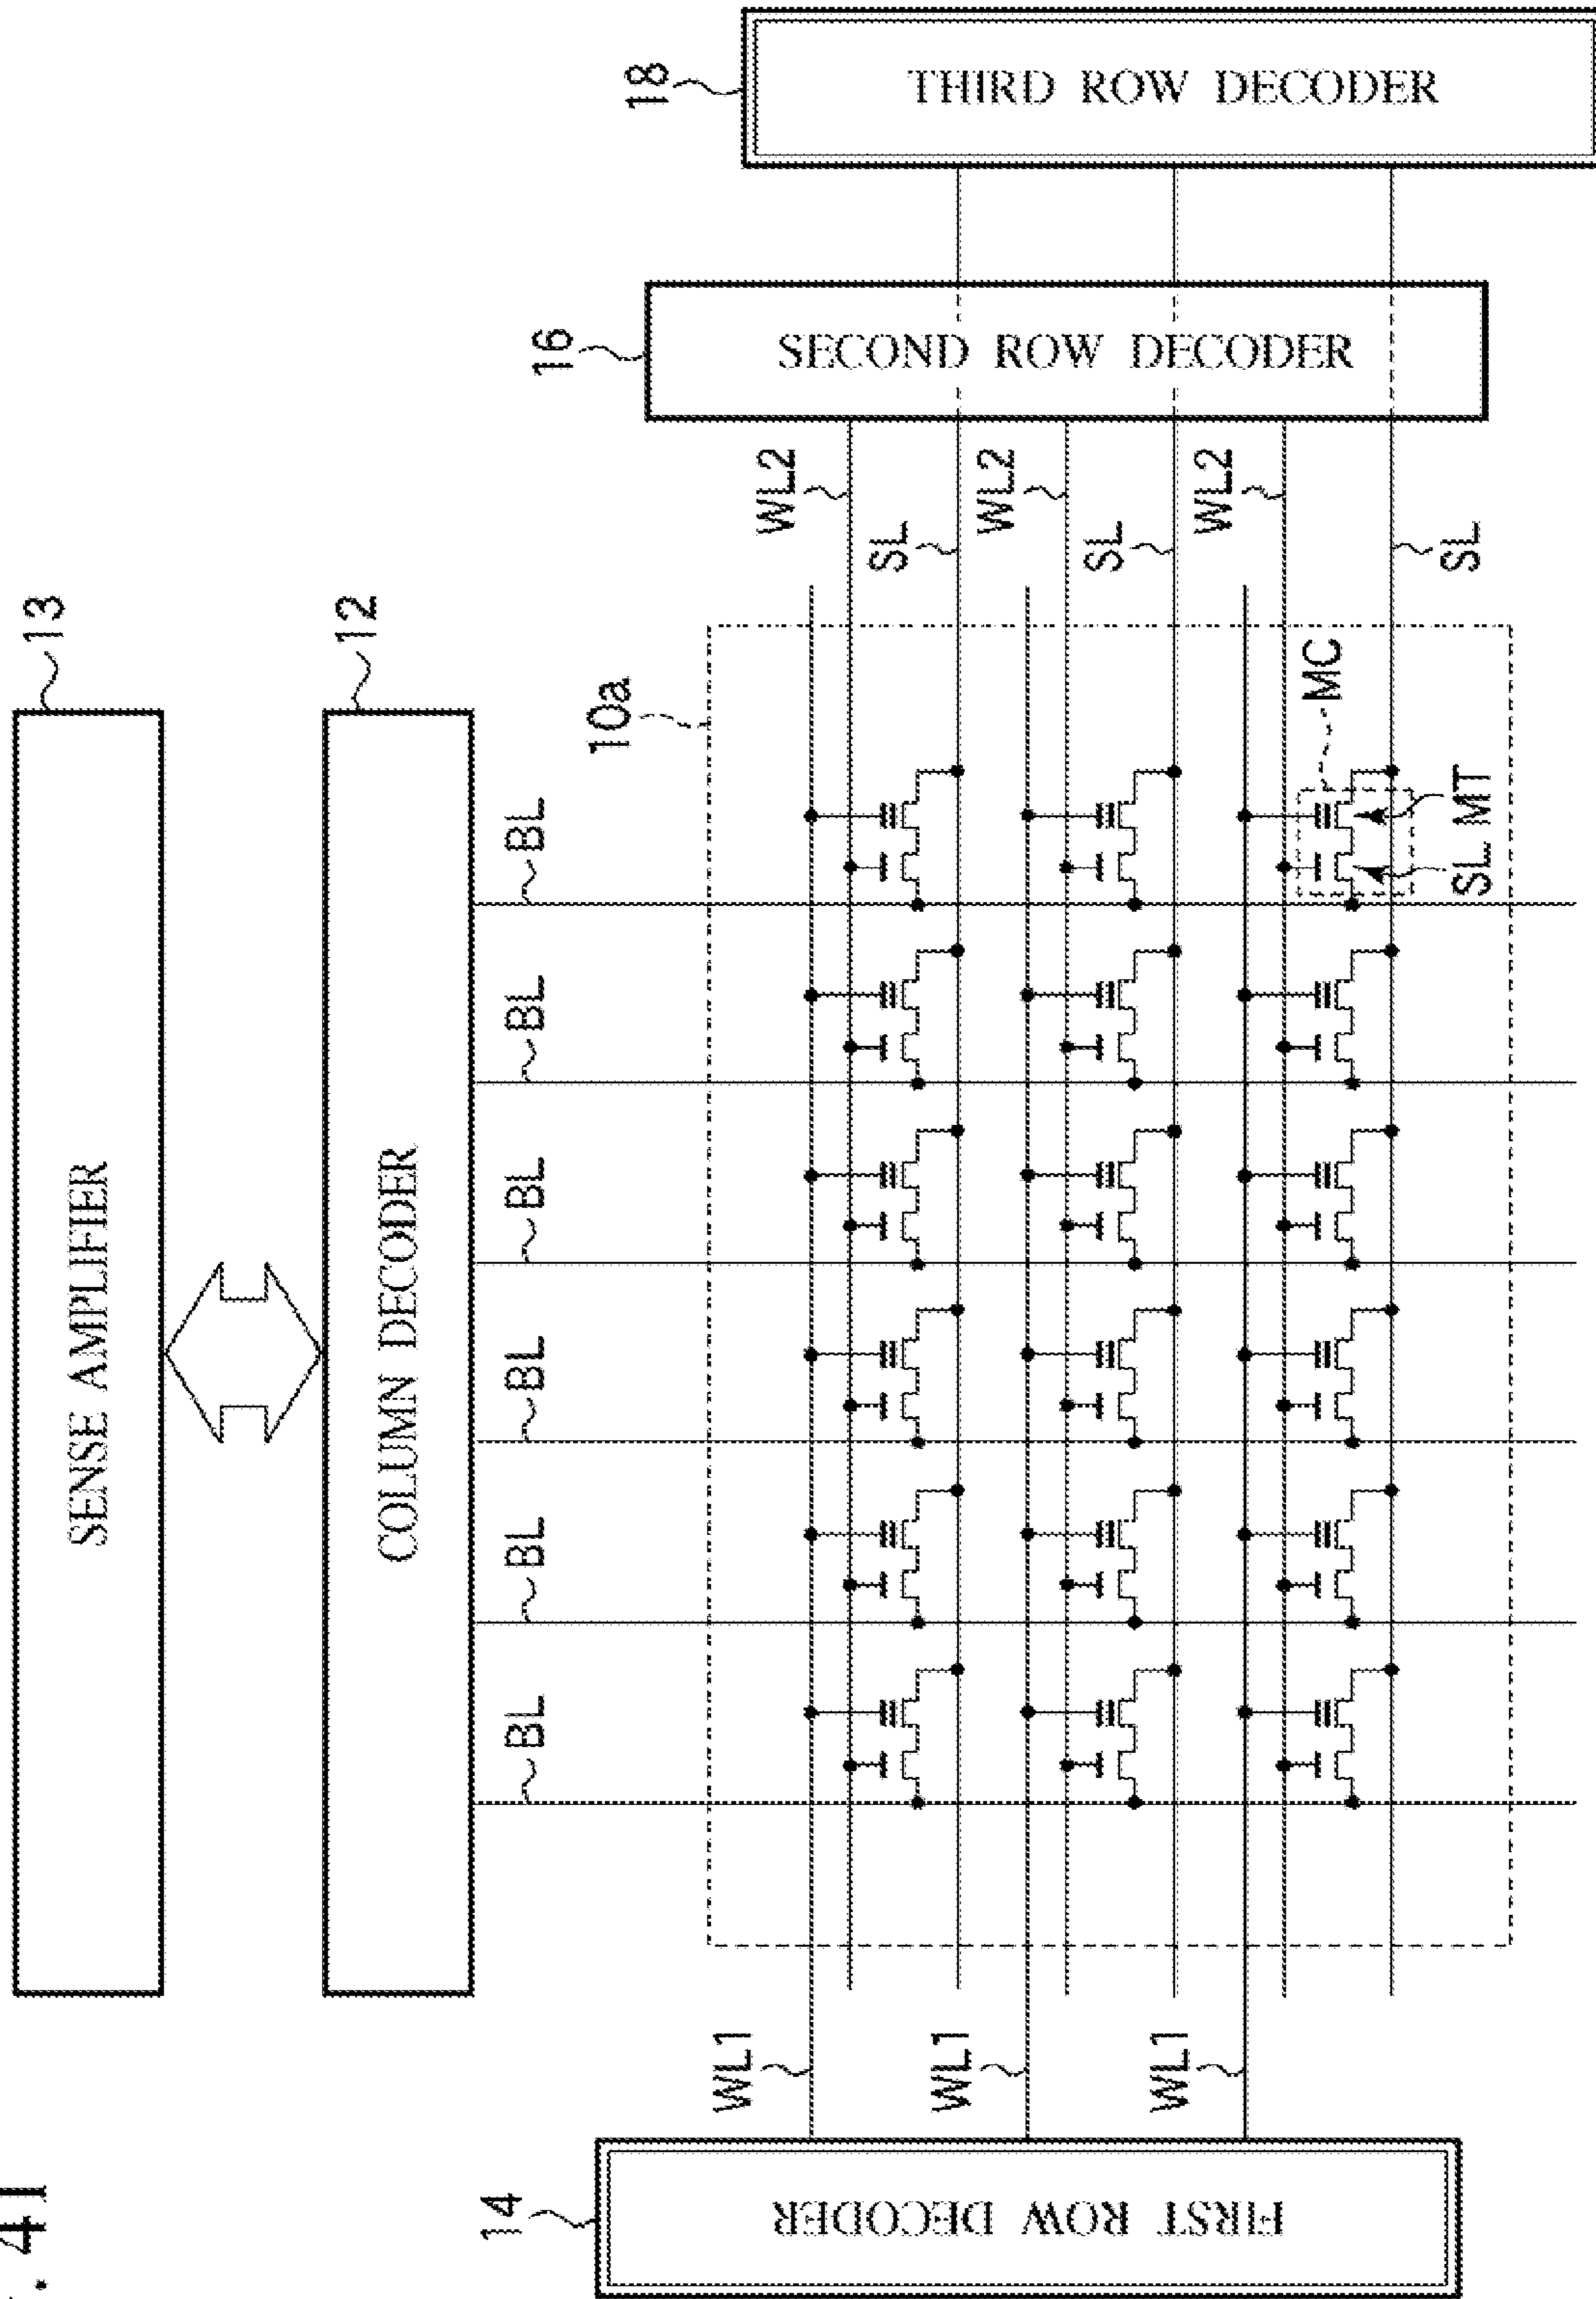 . 41
SENSE AMPLIFIER
13
COLUMN DECODER
12
BL
BL
BL
BL
BL
BL
14
FIRST ROW DECODER
10a
16
SECOND ROW DECODER
18
THIRD ROW DECODER
WL1
WL2
SL
WL1
WL2
SL
WL1
WL2
MC
SL MT
SL